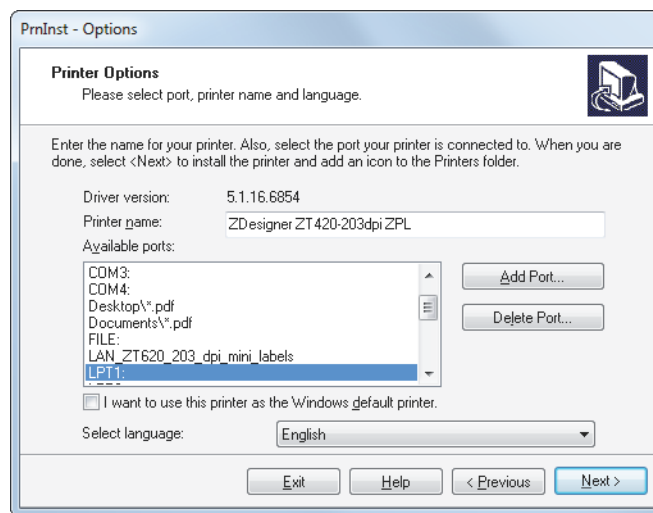 PrnInst - Options
Printer Options
Please select port, printer name and language.
Enter the name for your printer. Also, select the port your printer is connected to. When you are
done, select <Next> to install the printer and add an icon to the Printers folder.
Driver version: 5.1.16.6854
Printer name: ZDesigner ZT420-203dpi ZPL
Available ports:
COM3:
COM4:
Desktop\*.pdf
Documents\*.pdf
FILE:
LAN_ZT620_203_dpi_mini_labels
LPT1:
Add Port...
Delete Port...
I want to use this printer as the Windows default printer.
Select language: English
Exit Help < Previous Next >